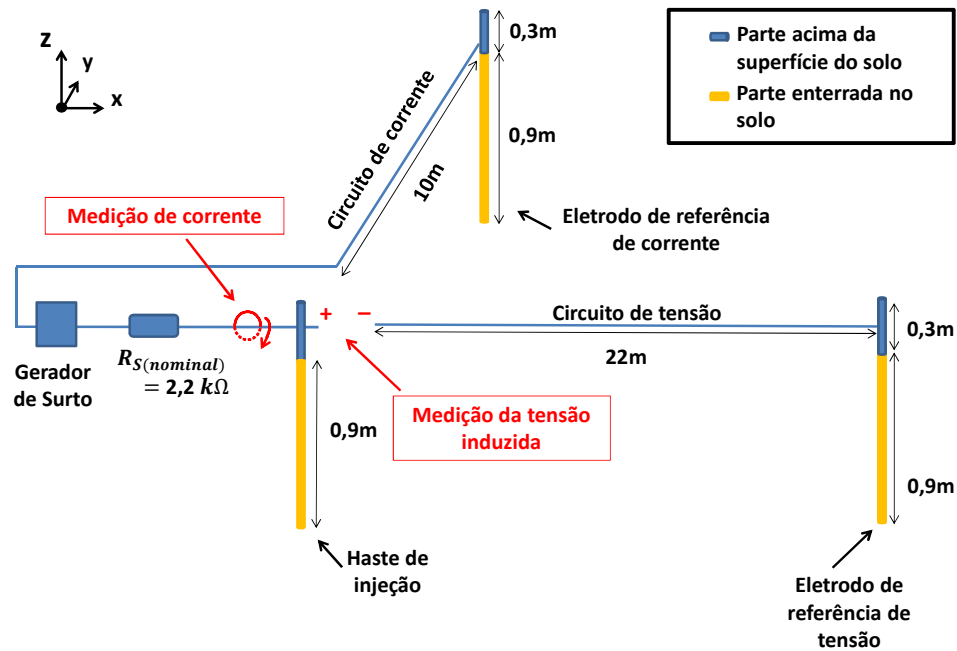 z
y
x
0,3m
Parte acima da
superfície do solo
Parte enterrada no
solo
Circuito de corrente
10m
0,9m
Medição de corrente
Eletrodo de referência
de corrente
+ −
Circuito de tensão
22m
0,3m
Gerador
de Surto
R_{S(nominal)}
= 2,2 kΩ
0,9m
Medição da tensão
induzida
0,9m
Haste de
injeção
Eletrodo de
referência de
tensão